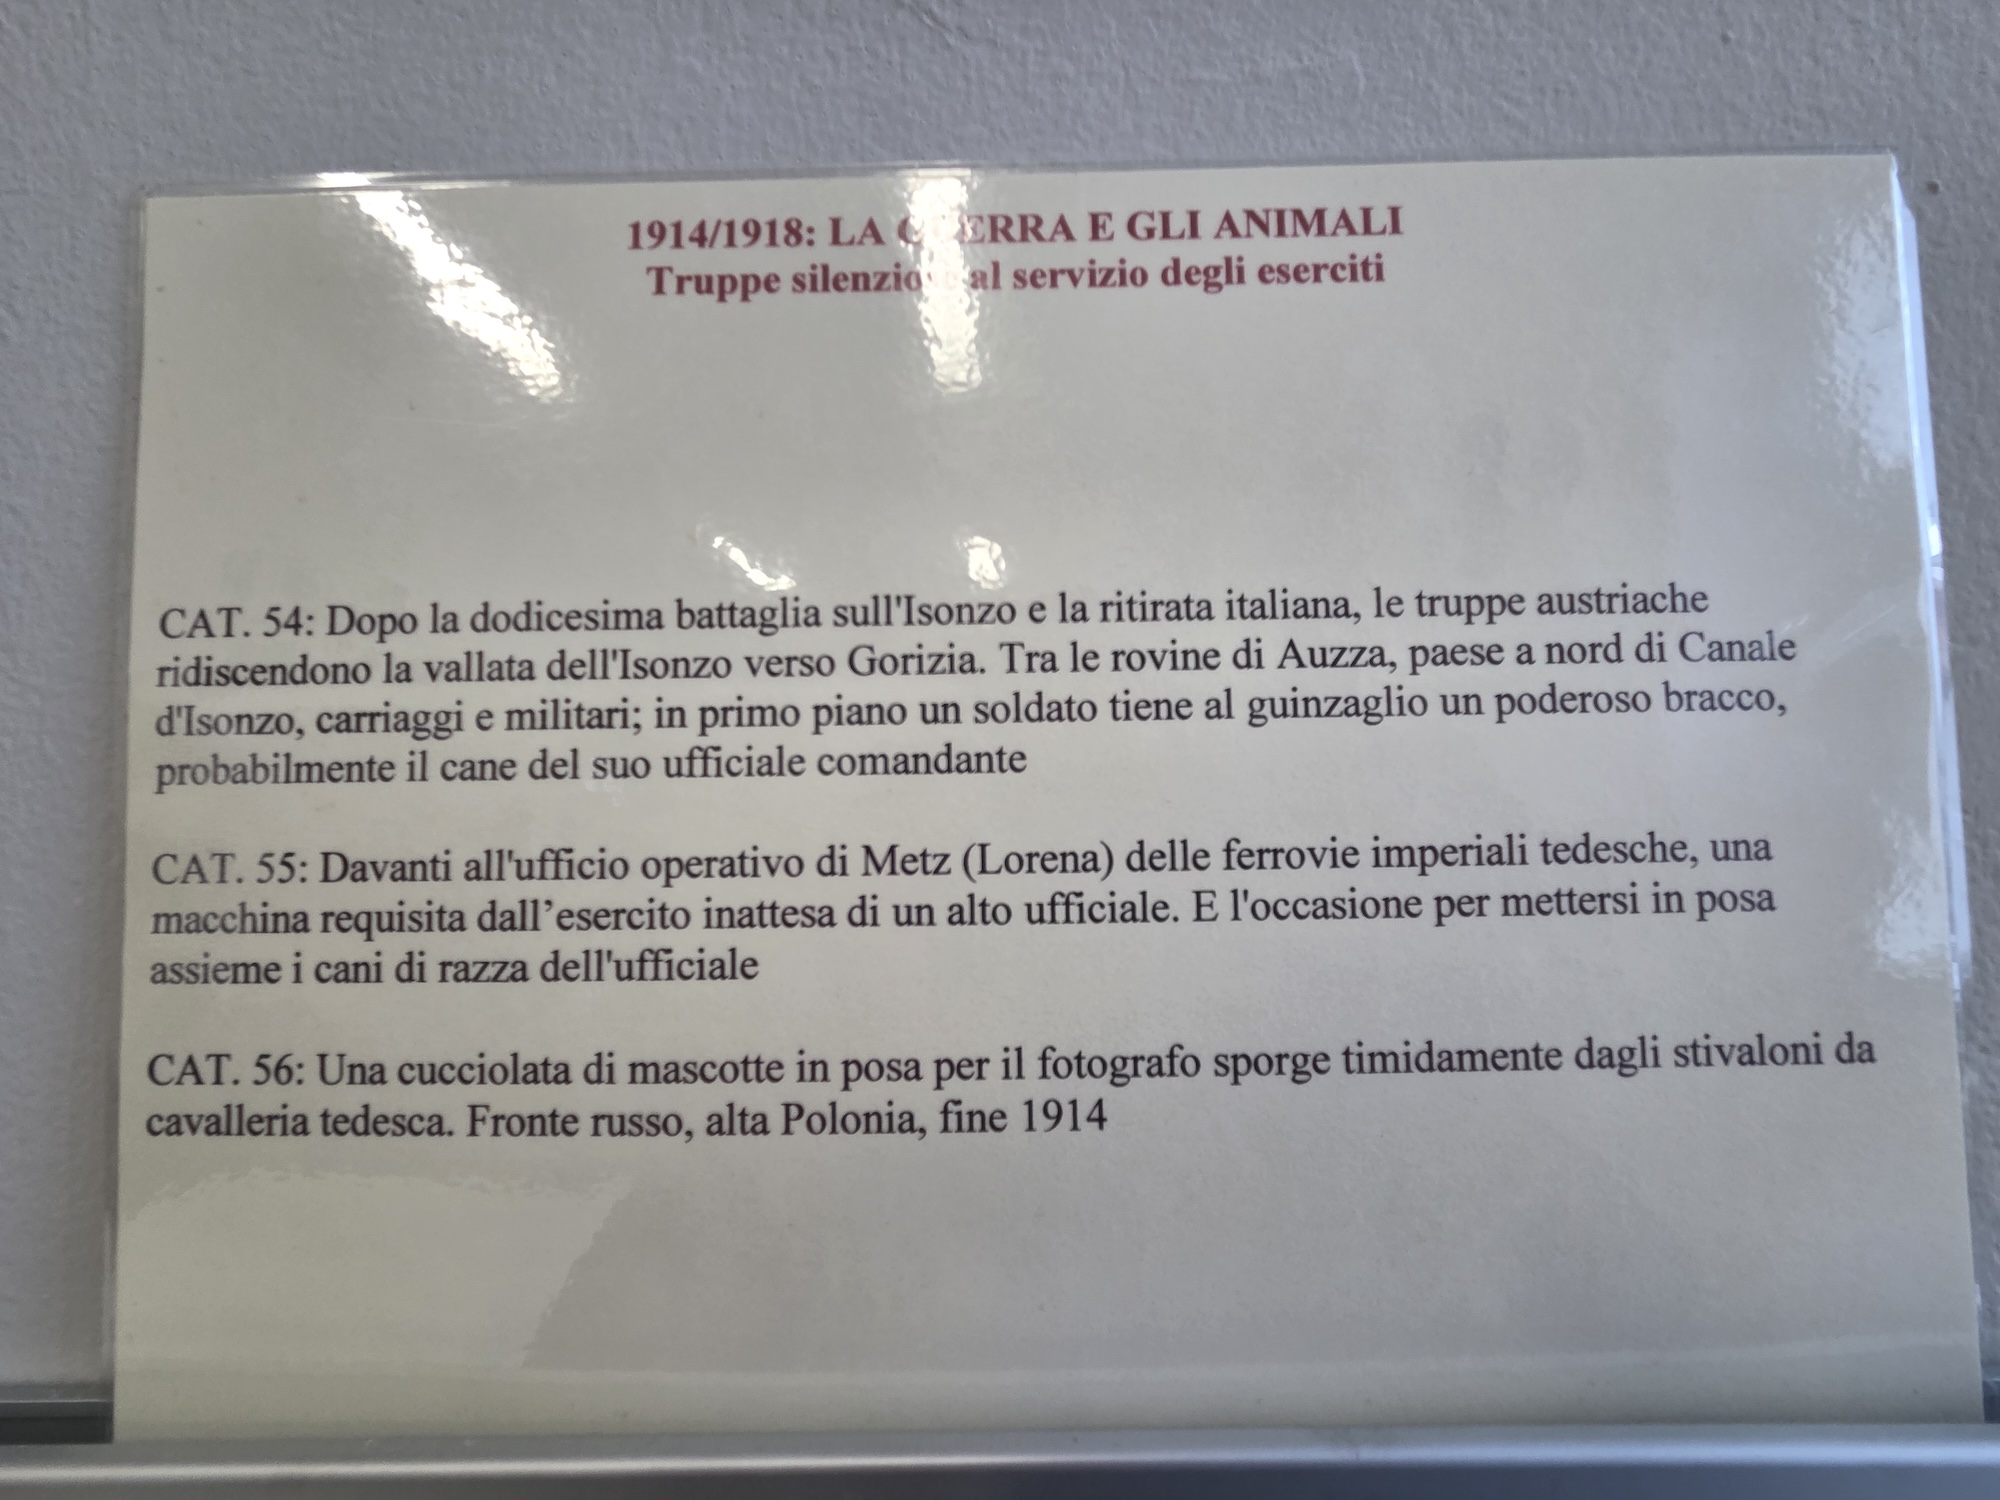 1914/1918: LA GUERRA E GLI ANIMALI
Truppe silenziose al servizio degli eserciti
CAT. 54: Dopo la dodicesima battaglia sull'Isonzo e la ritirata italiana, le truppe austriache
ridiscendono la vallata dell'Isonzo verso Gorizia. Tra le rovine di Auzza, paese a nord di Canale
d'Isonzo, carriaggi e militari; in primo piano un soldato tiene al guinzaglio un poderoso bracco,
probabilmente il cane del suo ufficiale comandante
CAT. 55: Davanti all'ufficio operativo di Metz (Lorena) delle ferrovie imperiali tedesche, una
macchina requisita dall’esercito inattesa di un alto ufficiale. E l'occasione per mettersi in posa
assieme i cani di razza dell'ufficiale
CAT. 56: Una cucciolata di mascotte in posa per il fotografo sporge timidamente dagli stivaloni da
cavalleria tedesca. Fronte russo, alta Polonia, fine 1914